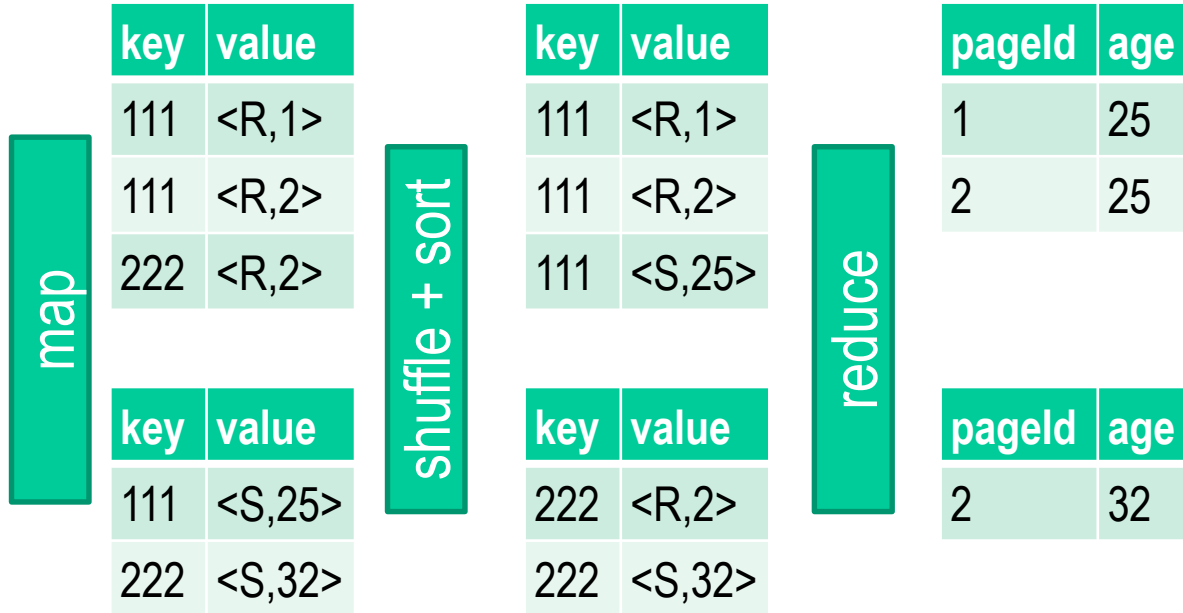 map
key value
111 <R,1>
111 <R,2>
222 <R,2>
key value
111 <S,25>
222 <S,32>
shuffle + sort
key value
111 <R,1>
111 <R,2>
111 <S,25>
key value
222 <R,2>
222 <S,32>
reduce
pageId age
1 25
2 25
pageId age
2 32